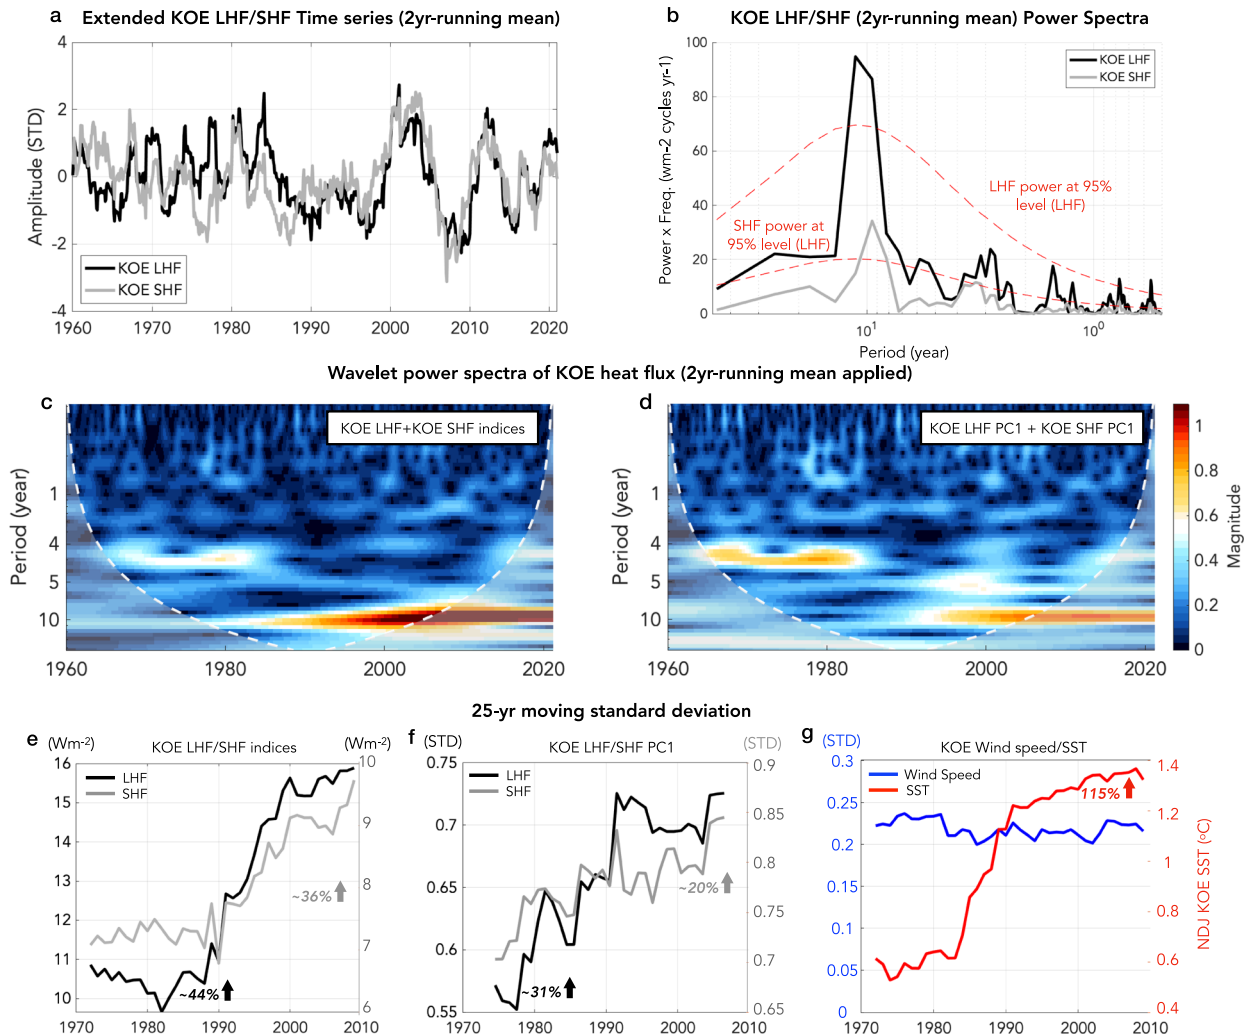 a Extended KOE LHF/SHF Time series (2yr-running mean)
Amplitude (STD)
4
2
0
-2
-4
KOE LHF
KOE SHF
1960 1970 1980 1990 2000 2010 2020
b KOE LHF/SHF (2yr-running mean) Power Spectra
Power x Freq. (wm-2 cycles yr-1)
100
80
60
40
20
0
KOE LHF
KOE SHF
LHF power at 95%
level (LHF)
SHF power at
95% level (LHF)
10¹ 10⁰
Period (year)
Wavelet power spectra of KOE heat flux (2yr-running mean applied)
c
KOE LHF+KOE SHF indices
Period (year)
1
4
5
10
1960 1980 2000 2020
d
KOE LHF PC1 + KOE SHF PC1
Period (year)
1
4
5
10
1960 1980 2000 2020
1
0.8
0.6
0.4
0.2
0
Magnitude
25-yr moving standard deviation
e (Wm-2) KOE LHF/SHF indices (Wm-2)
16
15
14
13
12
11
10
LHF
SHF
~36%
~44%
10
9
8
7
6
1970 1980 1990 2000 2010
f (STD) KOE LHF/SHF PC1 (STD)
0.75
0.7
0.65
0.6
0.55
LHF
SHF
~20%
~31%
0.9
0.85
0.8
0.75
0.7
0.65
1970 1980 1990 2000 2010
g (STD) KOE Wind speed/SST
0.3
0.25
0.2
0.15
0.1
0.05
0
Wind Speed
SST
115%
1.4
1.2
1
0.8
0.6
0.4
NDJ KOE SST (oC)
1970 1980 1990 2000 2010